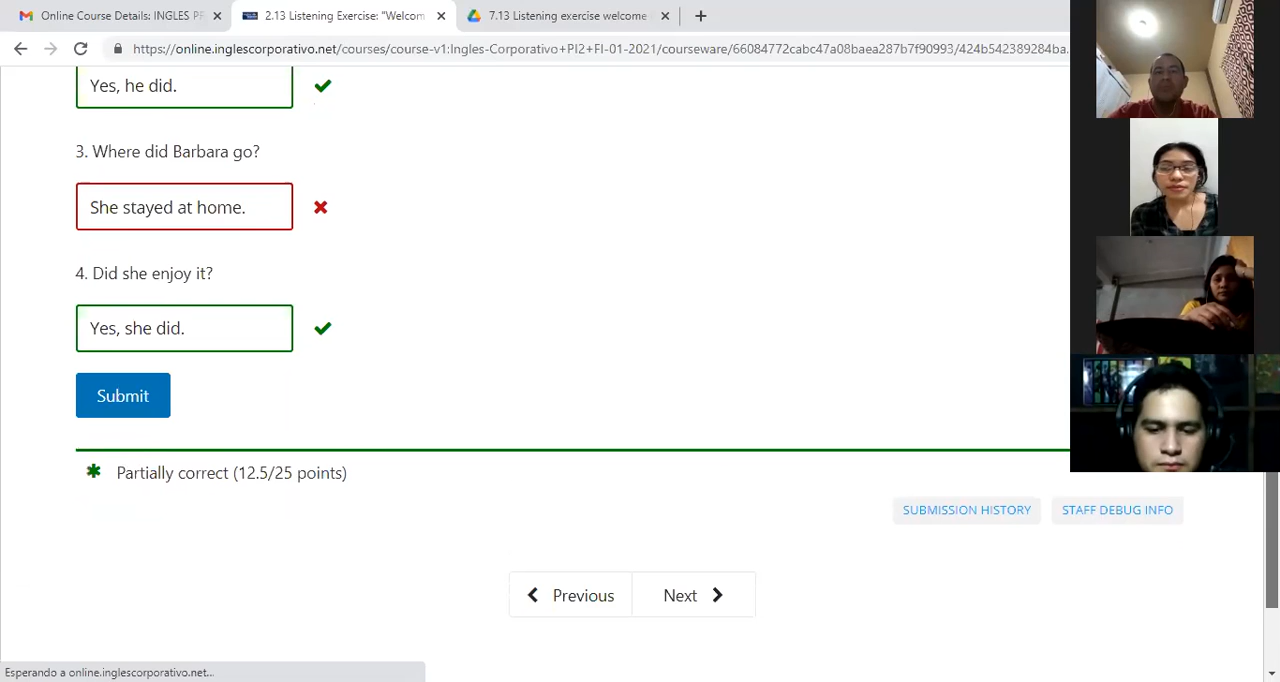 Online Course Details: INGLES PR
2.13 Listening Exercise: "Welcom
7.13 Listening exercise welcome
https://online.inglescorporativo.net/courses/course-v1:Ingles-Corporativo+PI2+FI-01-2021/courseware/66084772cabc47a08baea287b7f90993/424b542389284ba.
Yes, he did.
3. Where did Barbara go?
She stayed at home.
4. Did she enjoy it?
Yes, she did.
Submit
Partially correct (12.5/25 points)
SUBMISSION HISTORY STAFF DEBUG INFO
Previous Next
Esperando a online.inglescorporativo.net...